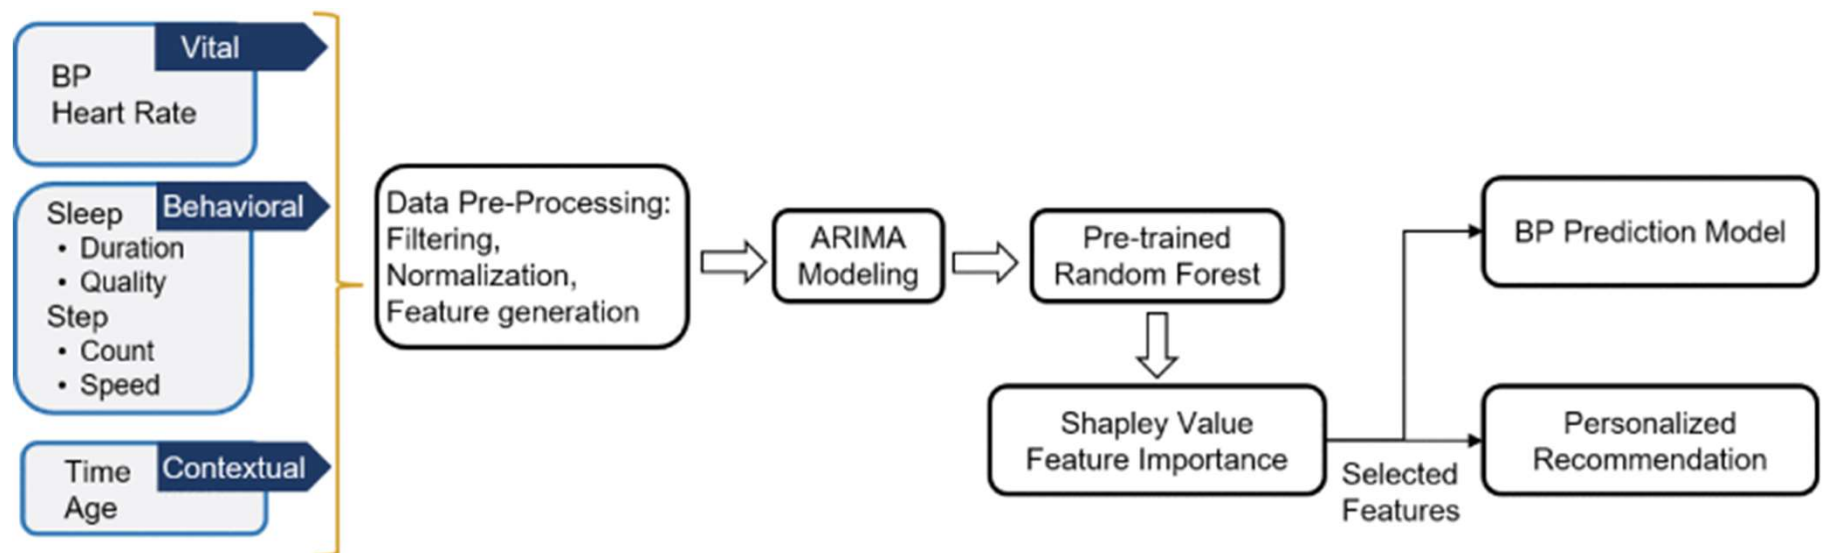 Vital
BP
Heart Rate
Behavioral
Sleep
• Duration
• Quality
Step
• Count
• Speed
Contextual
Time
Age
Data Pre-Processing:
Filtering,
Normalization,
Feature generation
ARIMA
Modeling
Pre-trained
Random Forest
Shapley Value
Feature Importance
Selected
Features
BP Prediction Model
Personalized
Recommendation